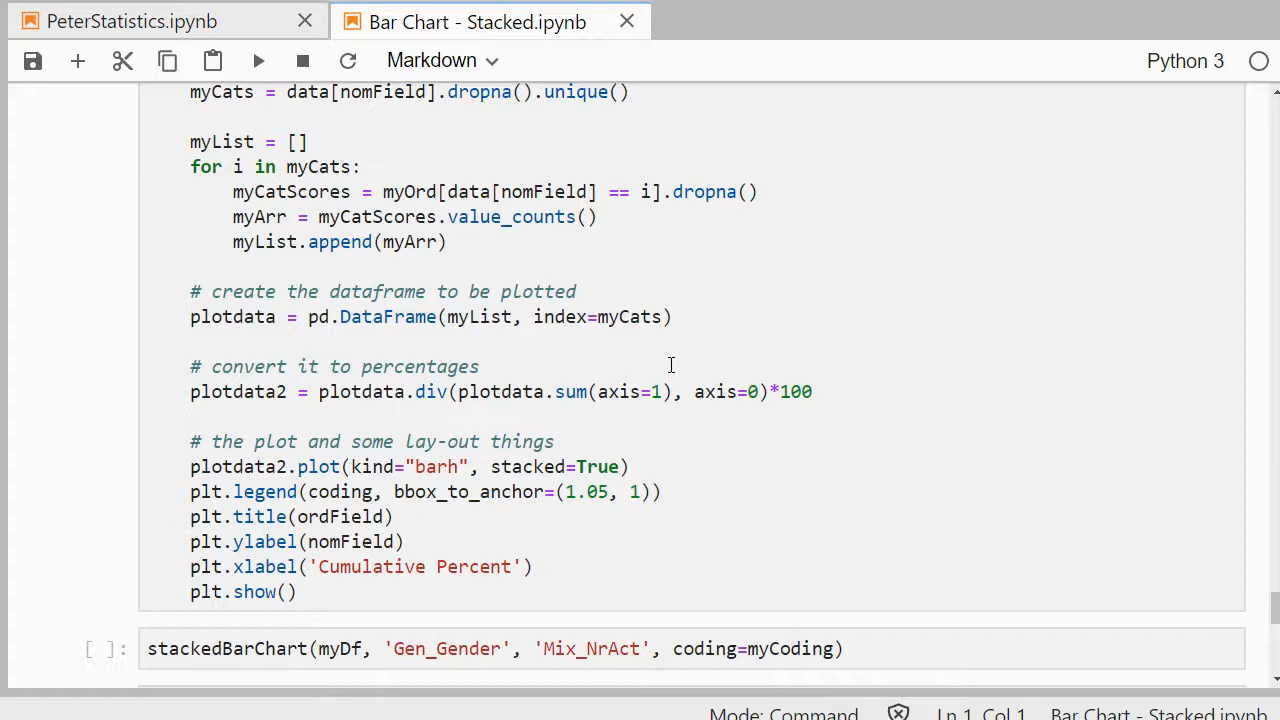 PeterStatistics.ipynb
Bar Chart - Stacked.ipynb
Markdown
Python 3
myCats = data[nomField].dropna().unique()
myList = []
for i in myCats:
myCatScores = myOrd[data[nomField] == i].dropna()
myArr = myCatScores.value_counts()
myList.append(myArr)
# create the dataframe to be plotted
plotdata = pd.DataFrame(myList, index=myCats)
# convert it to percentages
plotdata2 = plotdata.div(plotdata.sum(axis=1), axis=0)*100
# the plot and some lay-out things
plotdata2.plot(kind="barh", stacked=True)
plt.legend(coding, bbox_to_anchor=(1.05, 1))
plt.title(ordField)
plt.ylabel(nomField)
plt.xlabel('Cumulative Percent')
plt.show()
[ ]: stackedBarChart(myDf, 'Gen_Gender', 'Mix_NrAct', coding=myCoding)
Mode: Command Ln 1, Col 1 Bar Chart - Stacked.ipynb